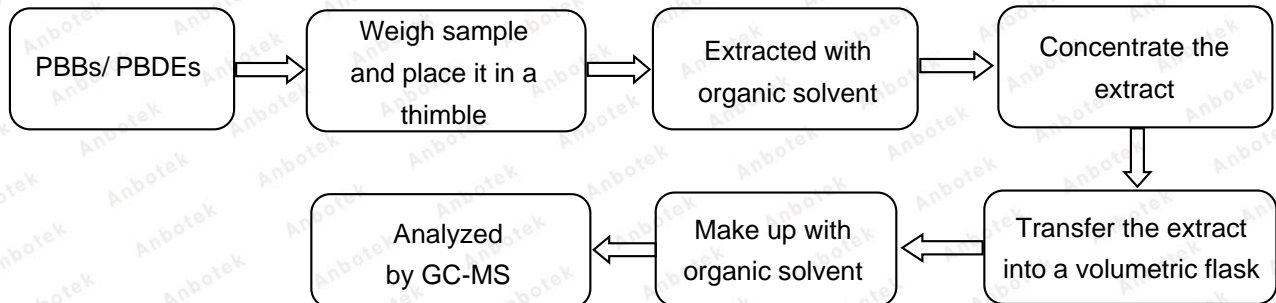 PBBs/ PBDEs
Weigh sample
and place it in a
thimble
Extracted with
organic solvent
Concentrate the
extract
Transfer the extract
into a volumetric flask
Make up with
organic solvent
Analyzed
by GC-MS
Anbotek